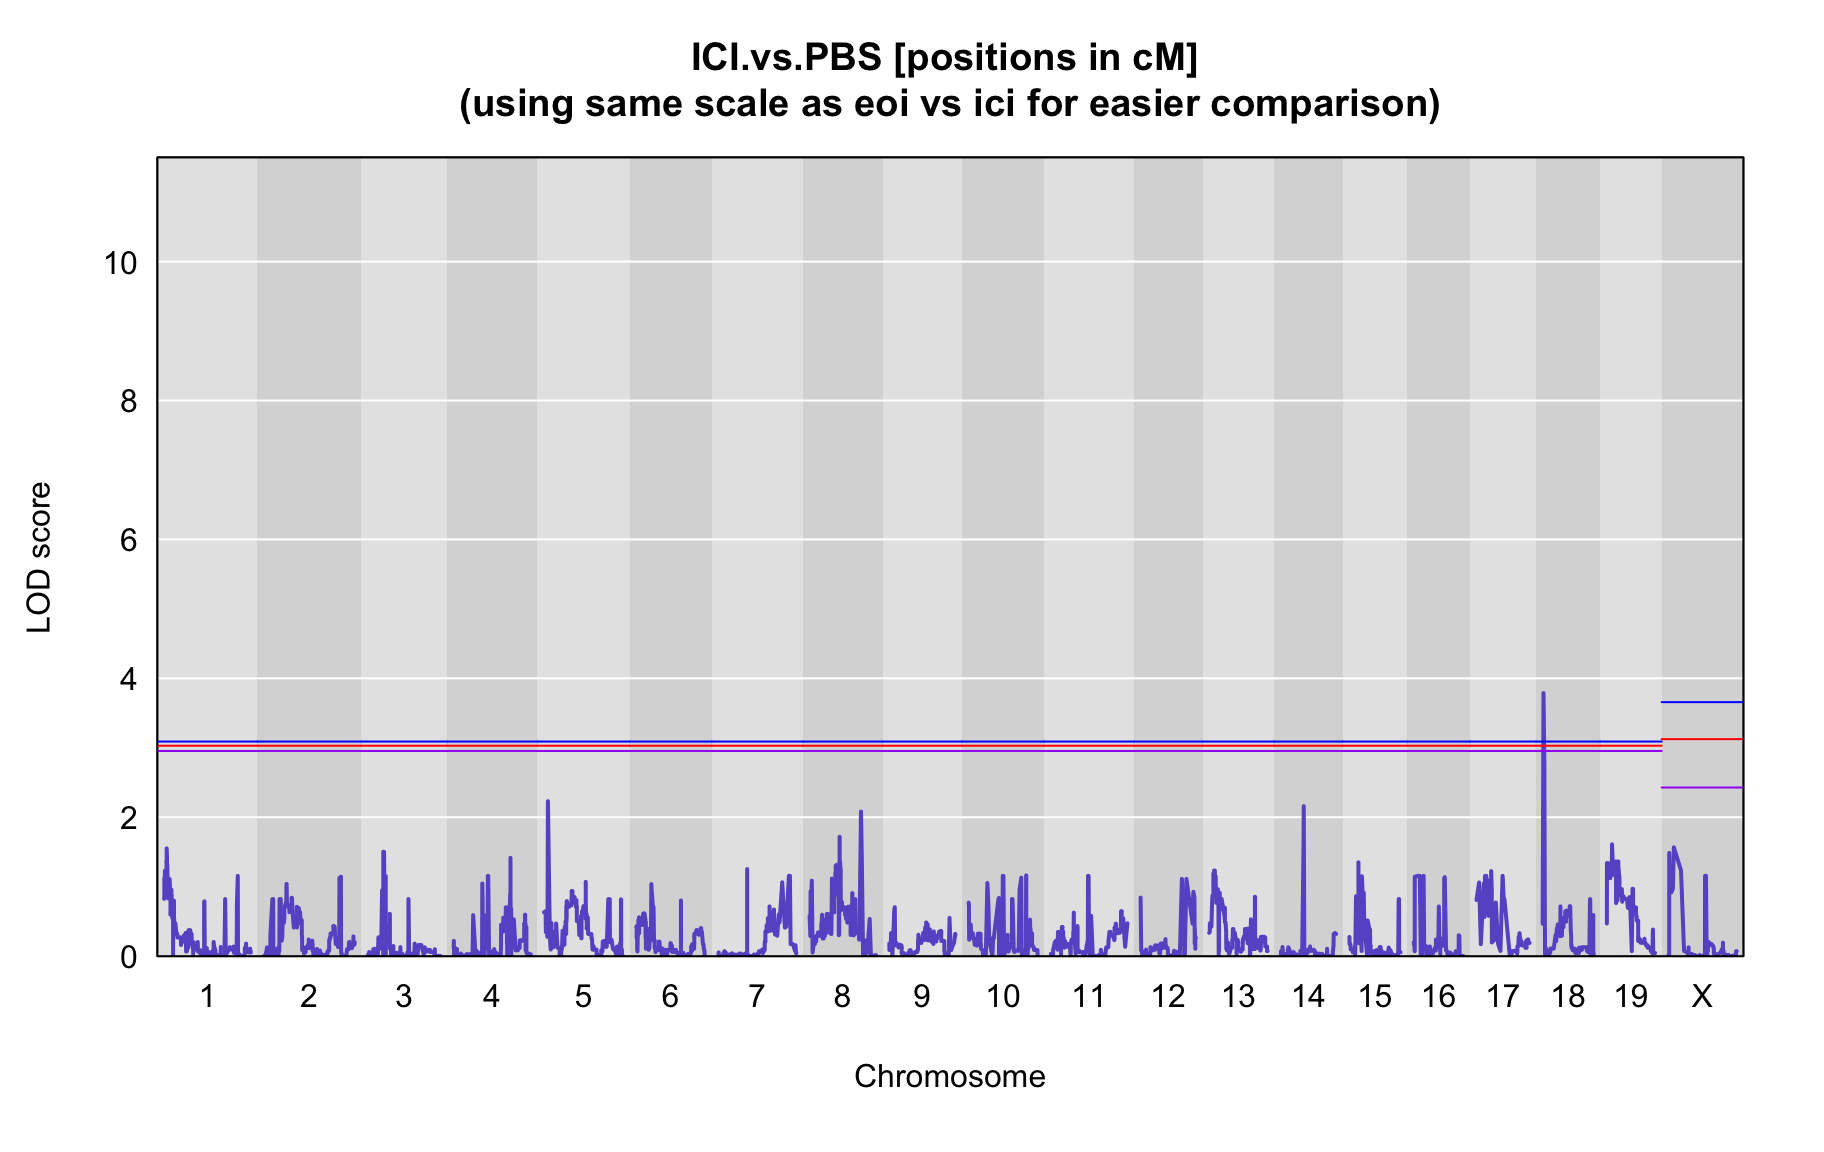 ICI.vs.PBS [positions in cM]
(using same scale as eoi vs ici for easier comparison)
LOD score
10
8
6
4
2
0
1 2 3 4 5 6 7 8 9 10 11 12 13 14 15 16 17 18 19 X
Chromosome